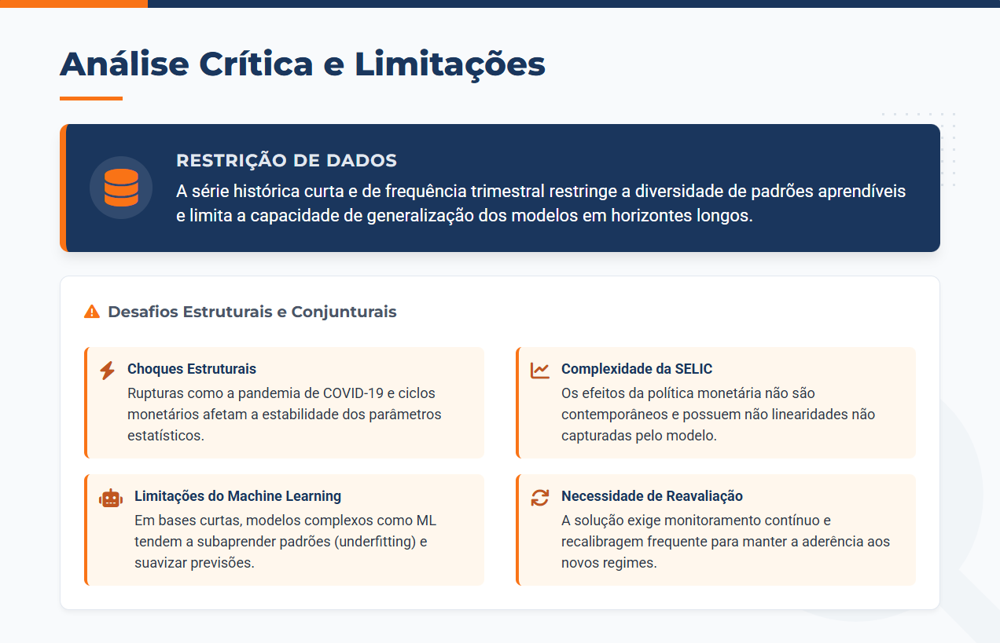 Análise Crítica e Limitações
RESTRIÇÃO DE DADOS
A série histórica curta e de frequência trimestral restringe a diversidade de padrões aprendíveis
e limita a capacidade de generalização dos modelos em horizontes longos.
Desafios Estruturais e Conjunturais
Choques Estruturais
Rupturas como a pandemia de COVID-19 e ciclos
monetários afetam a estabilidade dos parâmetros
estatísticos.
Complexidade da SELIC
Os efeitos da política monetária não são
contemporâneos e possuem não linearidades não
capturadas pelo modelo.
Limitações do Machine Learning
Em bases curtas, modelos complexos como ML
tendem a subaprender padrões (underfitting) e
suavizar previsões.
Necessidade de Reavaliação
A solução exige monitoramento contínuo e
recalibragem frequente para manter a aderência aos
novos regimes.